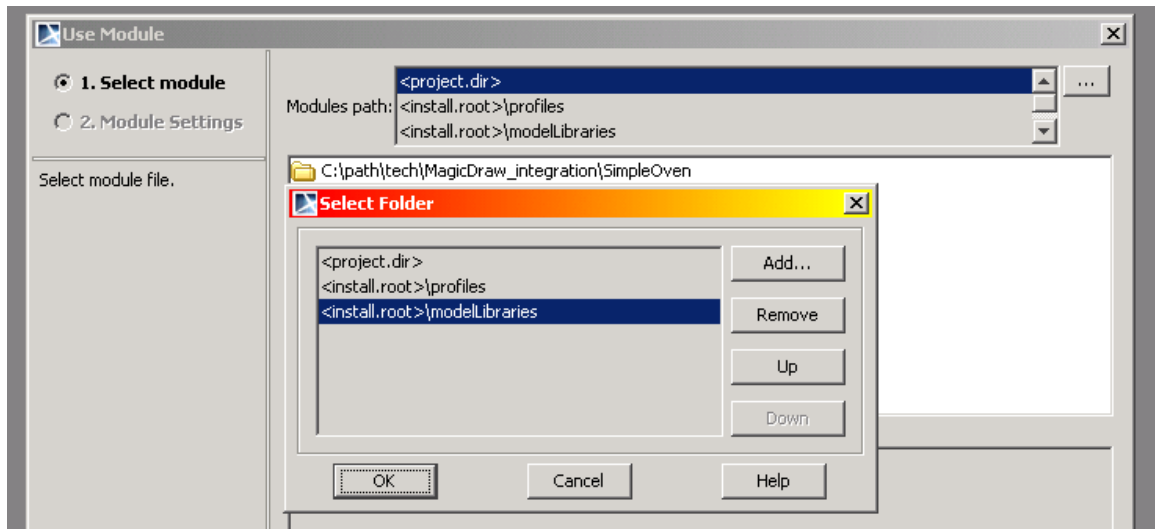 Use Module
1. Select module
2. Module Settings
Select module file.
Modules path:
<project.dir>
<install.root>\profiles
<install.root>\modelLibraries
...
C:\path\tech\MagicDraw_integration\SimpleOven
Select Folder
<project.dir>
<install.root>\profiles
<install.root>\modelLibraries
Add...
Remove
Up
Down
OK
Cancel
Help